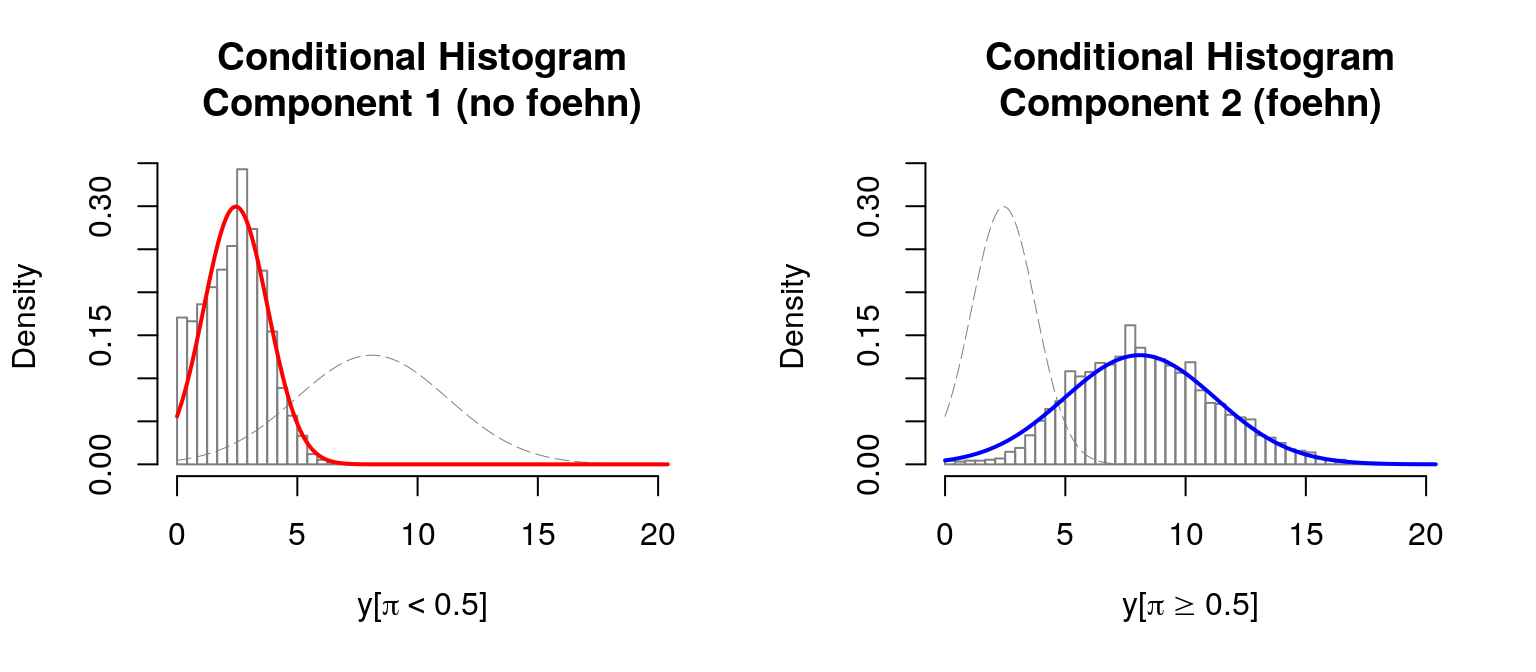 Conditional Histogram
Component 1 (no foehn)
Density
0.30
0.15
0.00
0 5 10 15 20
y[π < 0.5]
Conditional Histogram
Component 2 (foehn)
Density
0.30
0.15
0.00
0 5 10 15 20
y[π ≥ 0.5]